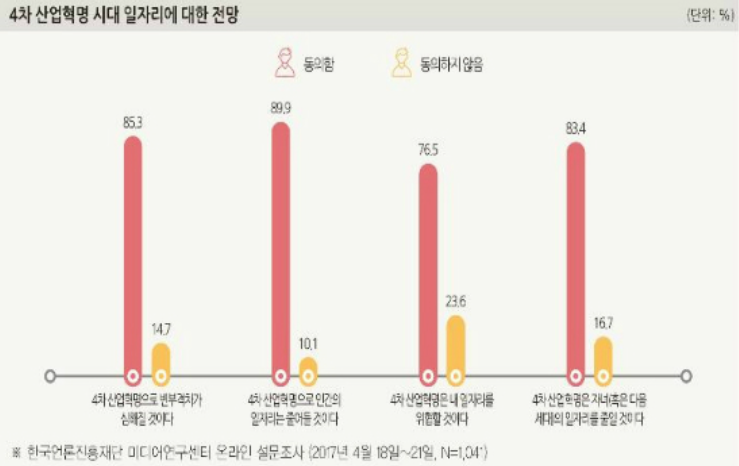 4차 산업혁명 시대 일자리에 대한 전망
(단위: %)
동의함
동의하지 않음
85.3
14.7
89.9
10.1
76.5
23.6
83.4
16.7
4차 산업혁명으로 빈부격차가
심해질 것이다
4차 산업혁명으로 인간의
일자리는 줄어들 것이다
4차 산업혁명은 내 일자리를
위협할 것이다
4차 산업혁명은 자녀(혹은 다음
세대)의 일자리를 줄일 것이다
※ 한국언론진흥재단 미디어연구센터 온라인 설문조사 (2017년 4월 18일~21일,